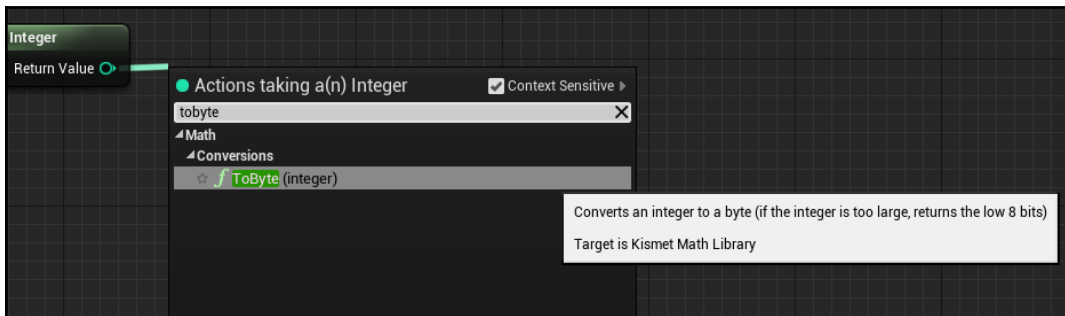 Integer
Return Value
Actions taking a(n) Integer
Context Sensitive
tobyte
Math
Conversions
f ToByte (integer)
Converts an integer to a byte (if the integer is too large, returns the low 8 bits)
Target is Kismet Math Library